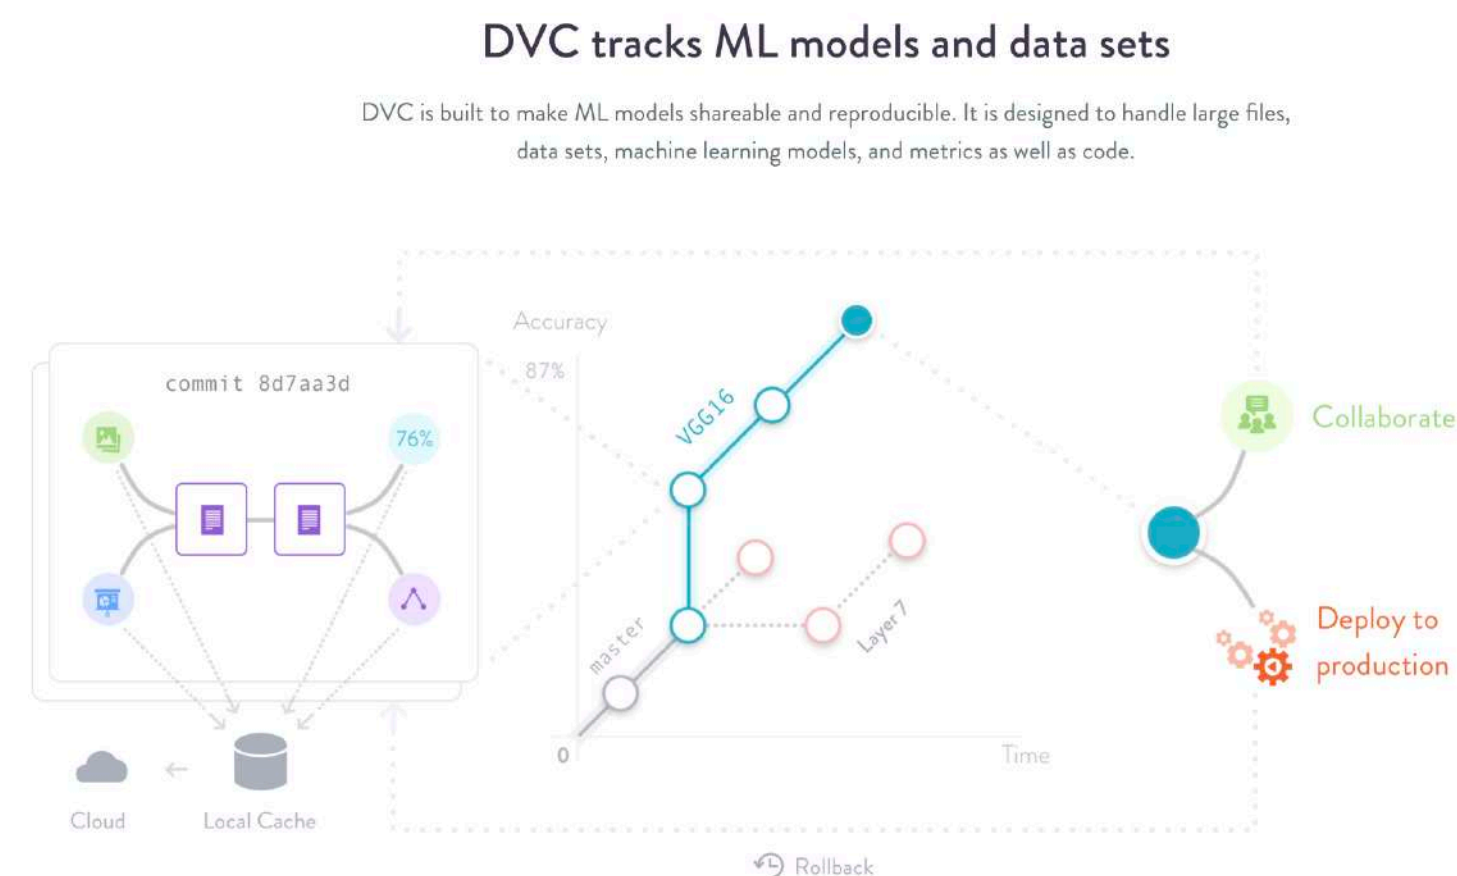 DVC tracks ML models and data sets
DVC is built to make ML models shareable and reproducible. It is designed to handle large files,
data sets, machine learning models, and metrics as well as code.
Accuracy
87%
commit 8d7aa3d
76%
VGG16
master
Layer 7
0
Time
Collaborate
Deploy to
production
Cloud
Local Cache
Rollback